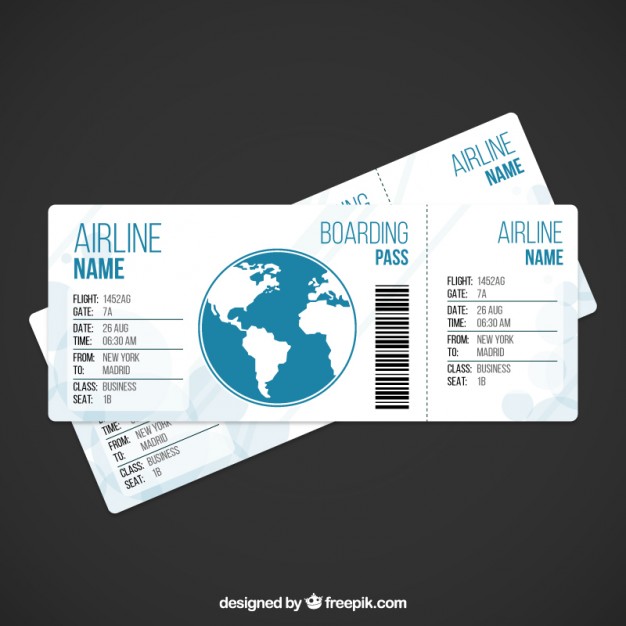 AIRLINE
NAME
AIRLINE
NAME
FLIGHT: 1452AG
GATE: 7A
DATE: 26 AUG
TIME: 06:30 AM
FROM: NEW YORK
TO: MADRID
CLASS: BUSINESS
SEAT: 1B
BOARDING
PASS
AIRLINE
NAME
FLIGHT: 1452AG
GATE: 7A
DATE: 26 AUG
TIME: 06:30 AM
FROM: NEW YORK
TO: MADRID
CLASS: BUSINESS
SEAT: 1B
FROM: NEW YORK
TO: MADRID
CLASS: BUSINESS
SEAT: 1B
designed by freepik.com